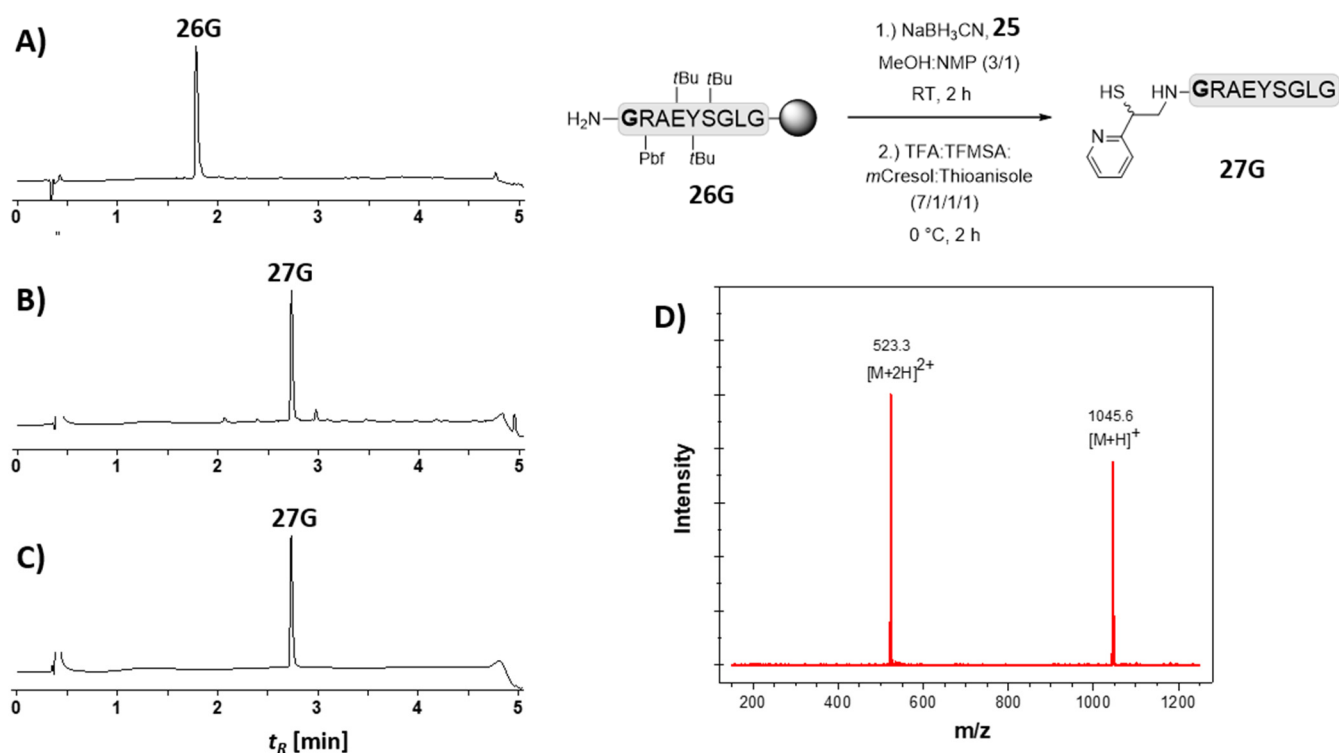 A)
26G
0 1 2 3 4 5
"
B)
27G
0 1 2 3 4 5
C)
27G
0 1 2 3 4 5
tR [min]
1.) NaBH3CN, 25
MeOH:NMP (3/1)
RT, 2 h
2.) TFA:TFMSA:
mCresol:Thioanisole
(7/1/1/1)
0 °C, 2 h
tBu tBu
H2N GRAEYSGLG
Pbf tBu
26G
HS HN GRAEYSGLG
N
27G
D)
523.3
[M+2H]2+
1045.6
[M+H]+
Intensity
200 400 600 800 1000 1200
m/z